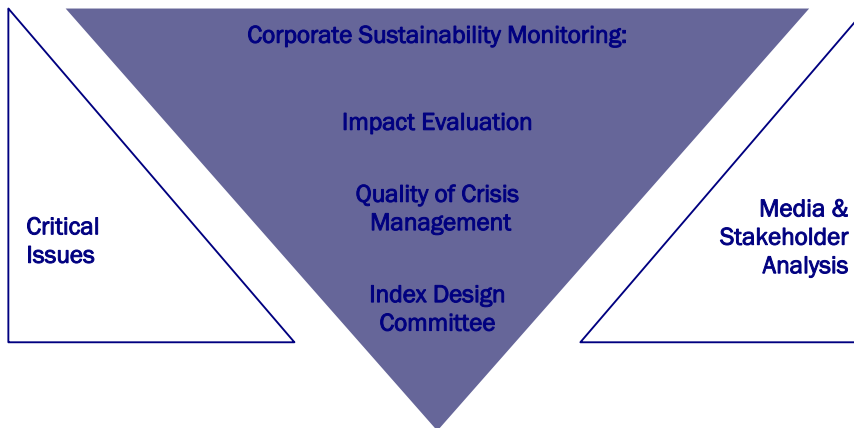 Corporate Sustainability Monitoring:
Impact Evaluation
Quality of Crisis
Management
Index Design
Committee
Critical
Issues
Media &
Stakeholder
Analysis